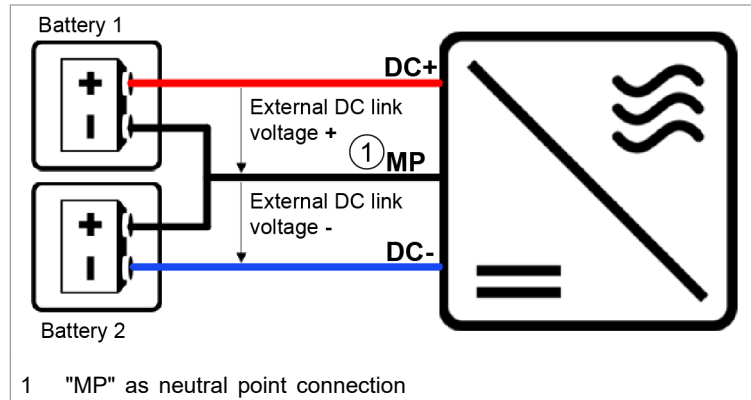 Battery 1
DC+
External DC link
voltage +
1 MP
External DC link
voltage -
DC-
Battery 2
1 "MP" as neutral point connection